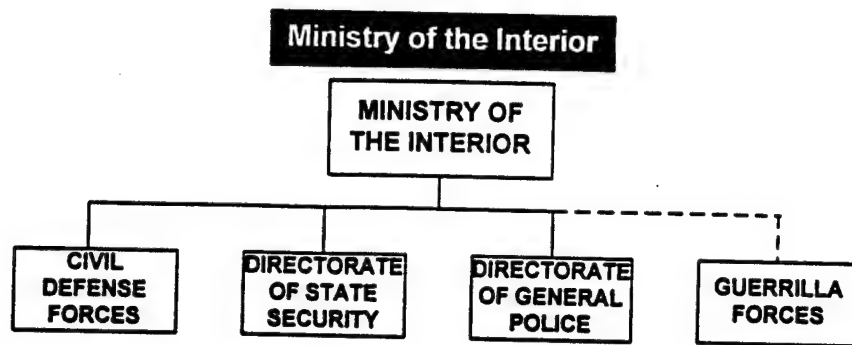 Ministry of the Interior
MINISTRY OF
THE INTERIOR
CIVIL
DEFENSE
FORCES
DIRECTORATE
OF STATE
SECURITY
DIRECTORATE
OF GENERAL
POLICE
GUERRILLA
FORCES